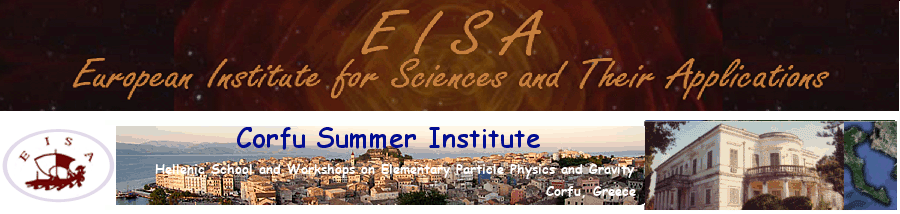 E I S A
European Institute for Sciences and Their Applications
E I S A
Corfu Summer Institute
Hellenic School and Workshops on Elementary Particle Physics and Gravity
Corfu, Greece